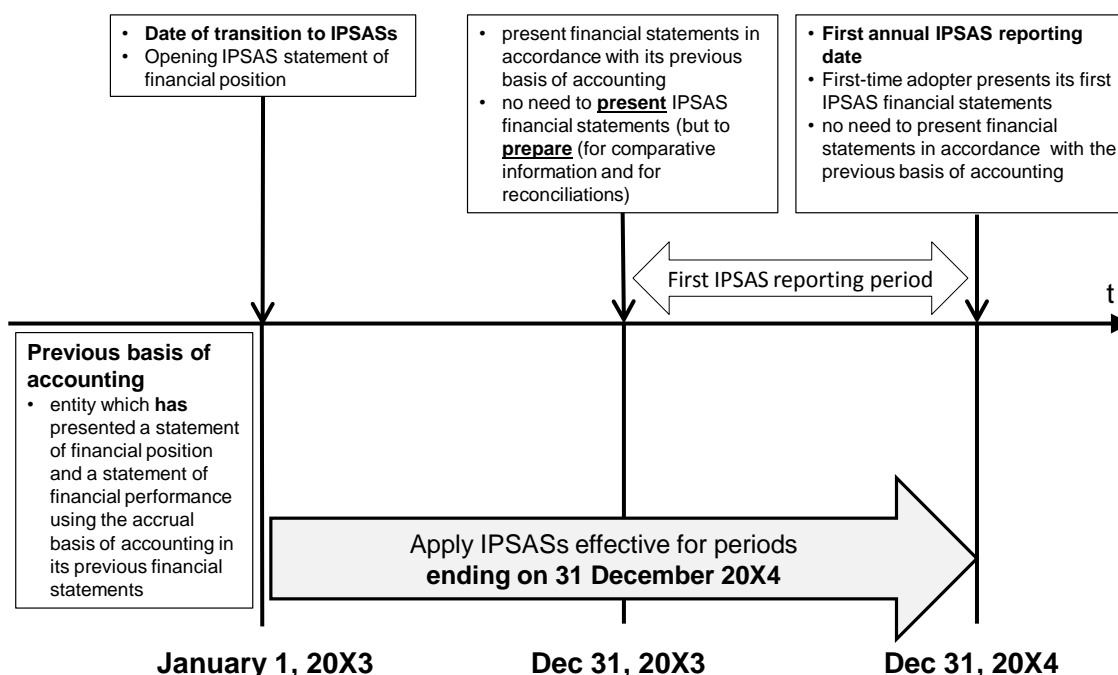 • Date of transition to IPSASs
• Opening IPSAS statement of
financial position
• present financial statements in
accordance with its previous
basis of accounting
• no need to present IPSAS
financial statements (but to
prepare (for comparative
information and for
reconciliations)
• First annual IPSAS reporting
date
• First-time adopter presents its first
IPSAS financial statements
• no need to present financial
statements in accordance with the
previous basis of accounting
First IPSAS reporting period
t
Previous basis of
accounting
• entity which has
presented a statement
of financial position
and a statement of
financial performance
using the accrual
basis of accounting in
its previous financial
statements
Apply IPSASs effective for periods
ending on 31 December 20X4
January 1, 20X3
Dec 31, 20X3
Dec 31, 20X4